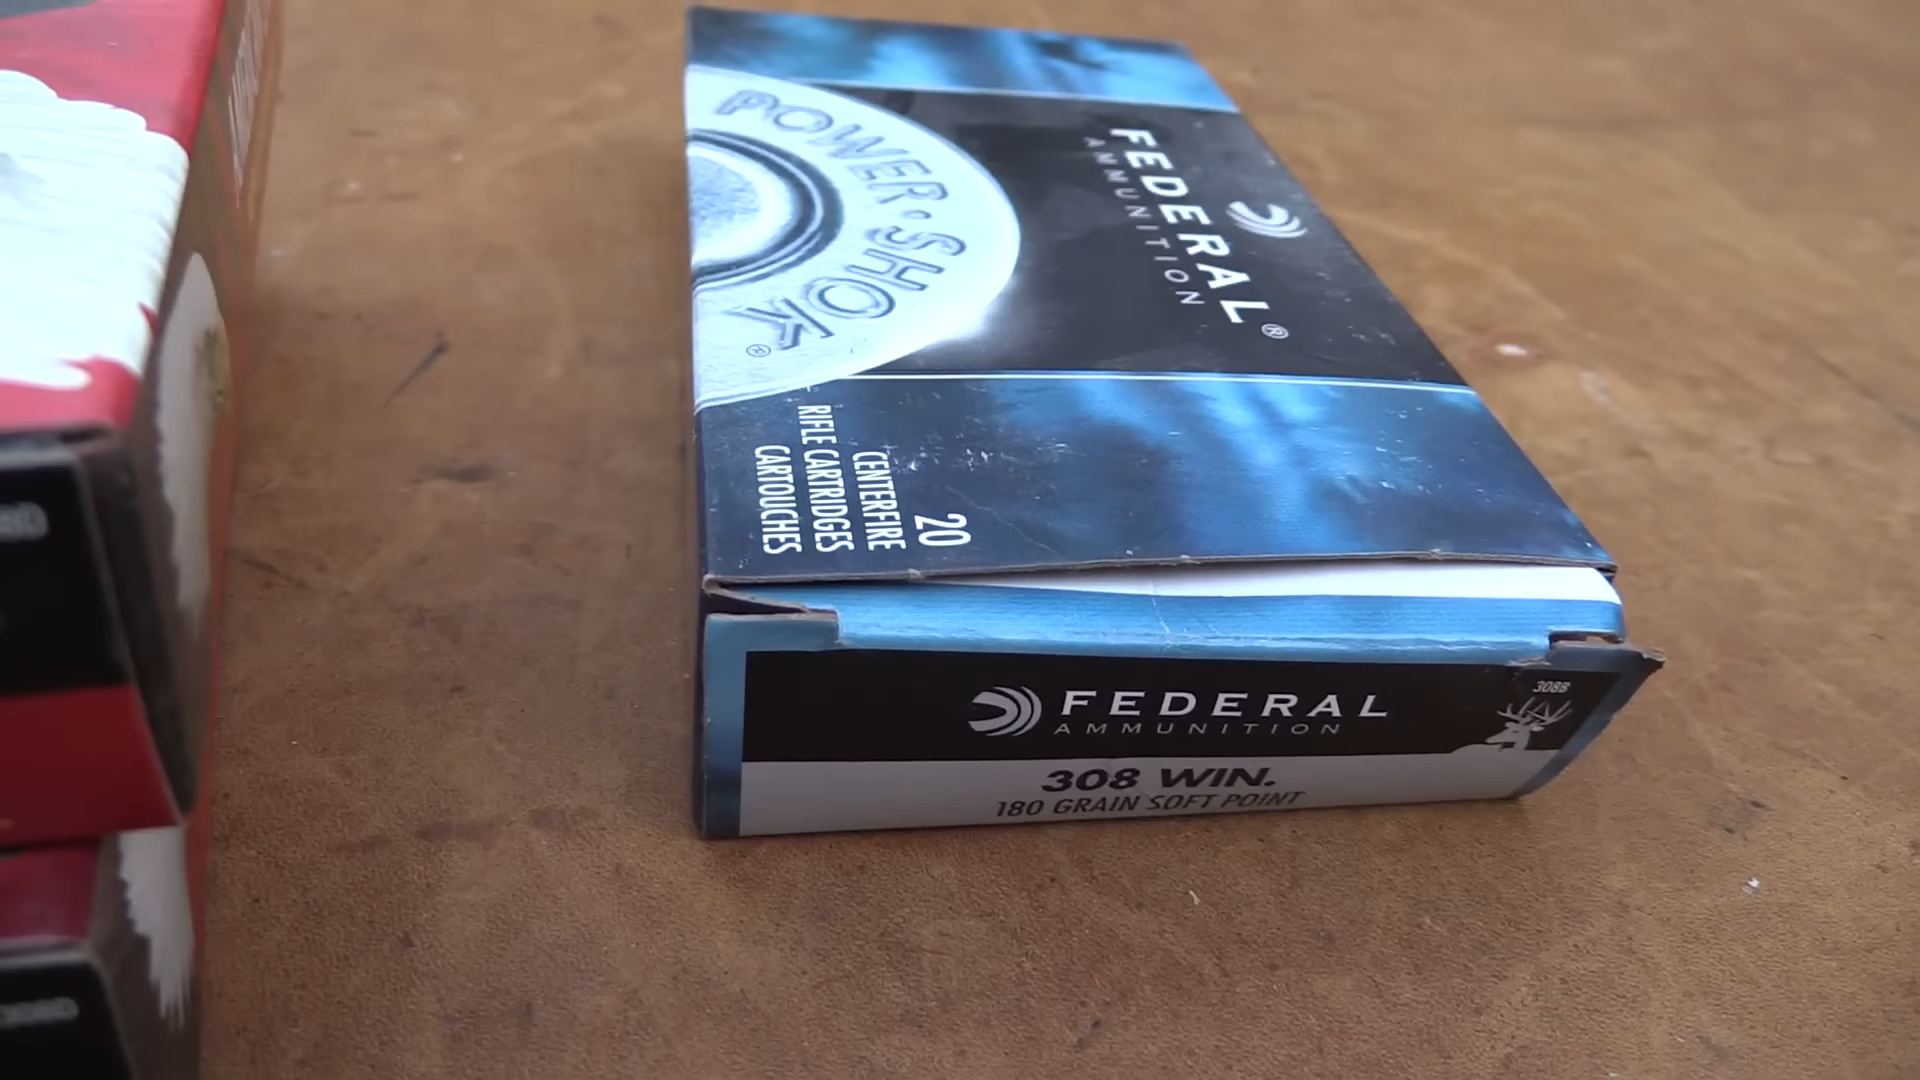 POWER·SHOK®
FEDERAL®
AMMUNITION
20
CENTERFIRE
RIFLE CARTRIDGES
CARTOUCHES
FEDERAL
AMMUNITION
308B
308 WIN.
180 GRAIN SOFT POINT